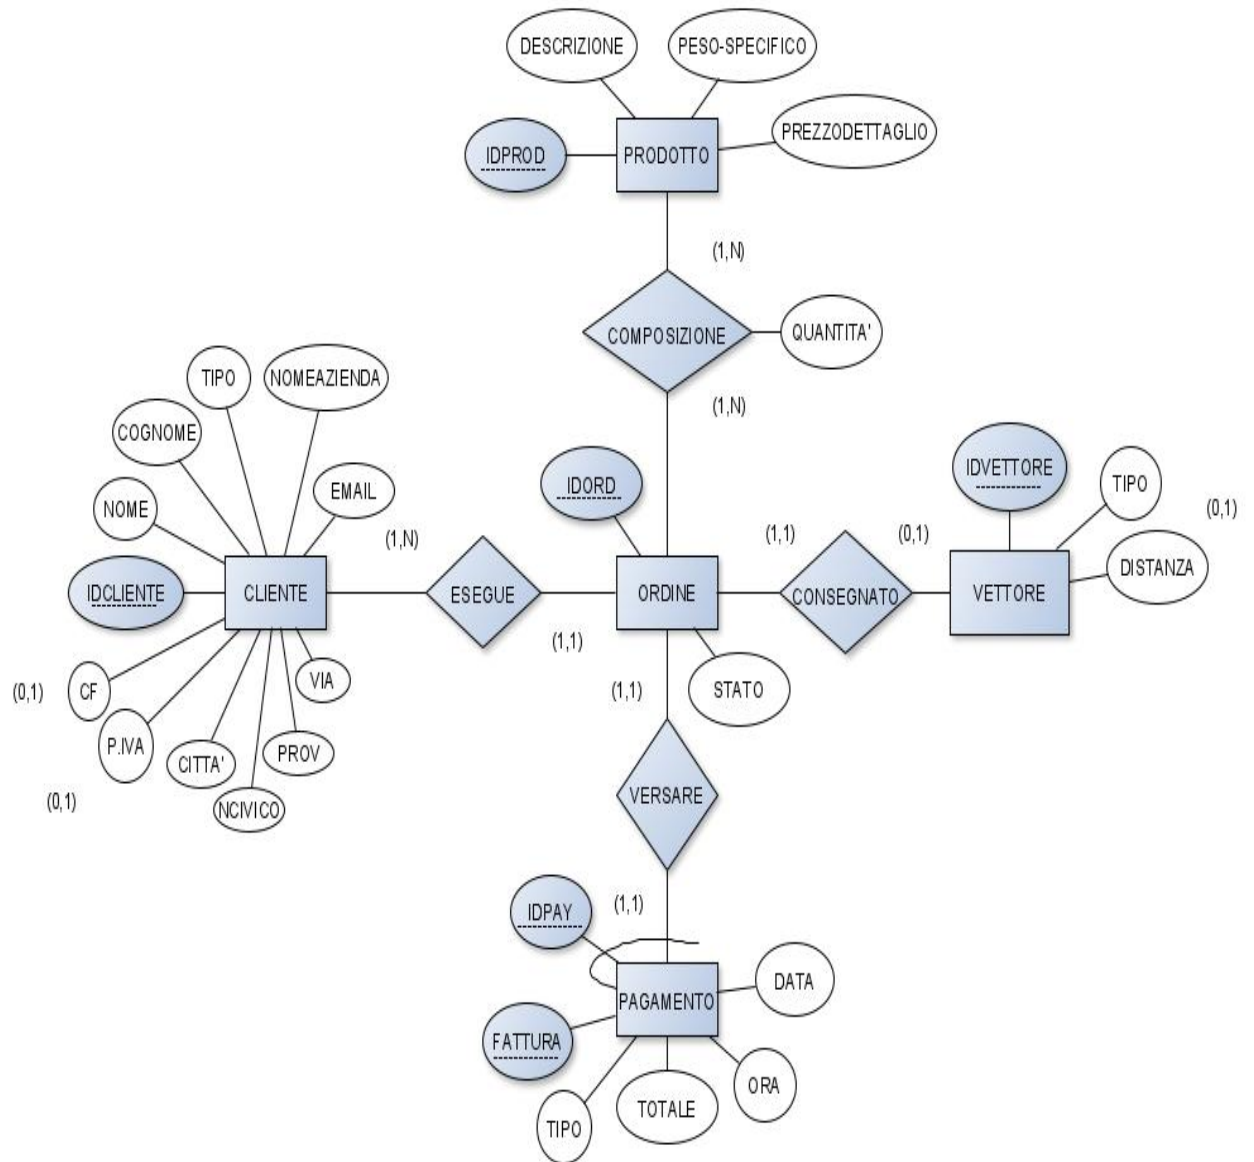 DESCRIZIONE
PESO-SPECIFICO
PREZZODETTAGLIO
IDPROD
PRODOTTO
(1,N)
COMPOSIZIONE
QUANTITA'
(1,N)
TIPO
NOMEAZIENDA
COGNOME
EMAIL
NOME
(1,N)
IDCLIENTE
CLIENTE
ESEGUE
(1,1)
IDORD
ORDINE
(1,1)
CONSEGNATO
(0,1)
IDVETTORE
TIPO
(0,1)
VETTORE
DISTANZA
(0,1)
CF
P.IVA
(0,1)
CITTA'
NCIVICO
PROV
VIA
(1,1)
STATO
VERSARE
(1,1)
IDPAY
PAGAMENTO
DATA
FATTURA
TIPO
TOTALE
ORA